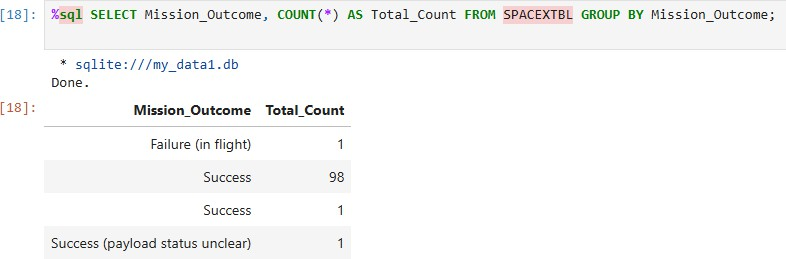 [18]: %sql SELECT Mission_Outcome, COUNT(*) AS Total_Count FROM SPACEXTBL GROUP BY Mission_Outcome;
* sqlite:///my_data1.db
Done.
[18]: Mission_Outcome Total_Count
Failure (in flight) 1
Success 98
Success 1
Success (payload status unclear) 1